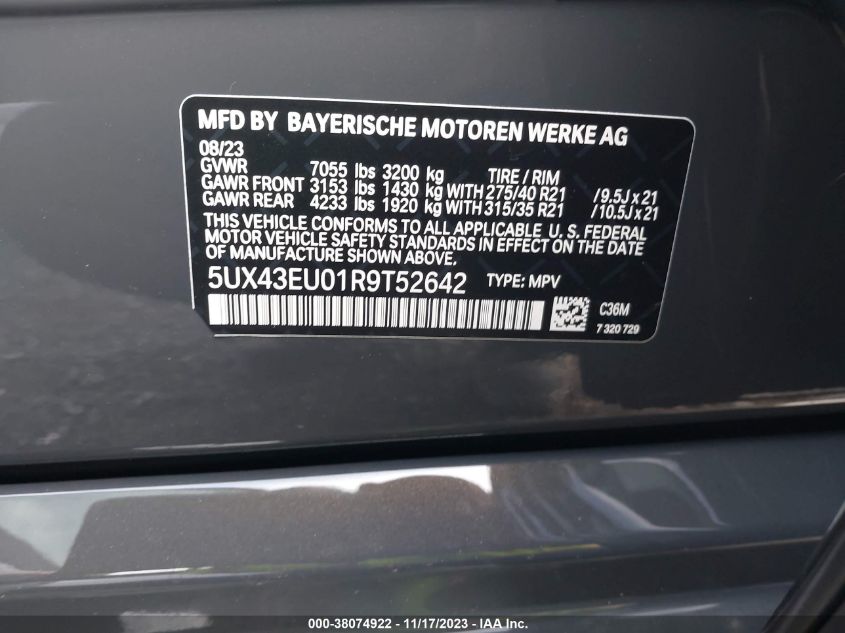 MFD BY BAYERISCHE MOTOREN WERKE AG
08/23
GVWR 7055 lbs 3200 kg TIRE / RIM
GAWR FRONT 3153 lbs 1430 kg WITH 275/40 R21 /9.5J x 21
GAWR REAR 4233 lbs 1920 kg WITH 315/35 R21 /10.5J x 21
THIS VEHICLE CONFORMS TO ALL APPLICABLE U. S. FEDERAL
MOTOR VEHICLE SAFETY STANDARDS IN EFFECT ON THE DATE
OF MANUFACTURE SHOWN ABOVE.
5UX43EU01R9T52642 TYPE: MPV
C36M
7 320 729
000-38074922 - 11/17/2023 - IAA Inc.